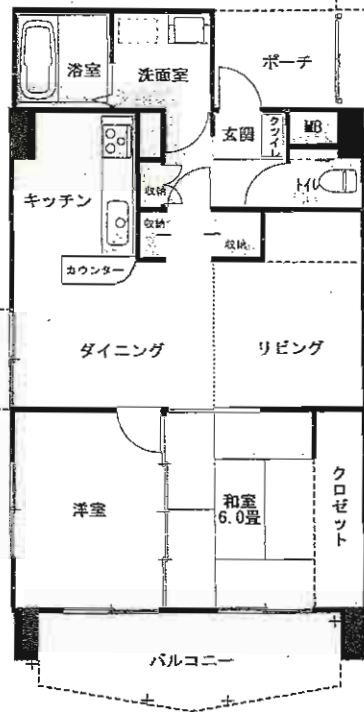 浴室
洗面室
ポーチ
玄関
クツイレ
MB
トイレ
キッチン
収納
収納
収納
カウンター
ダイニング
リビング
洋室
和室
6.0畳
クロゼット
バルコニー